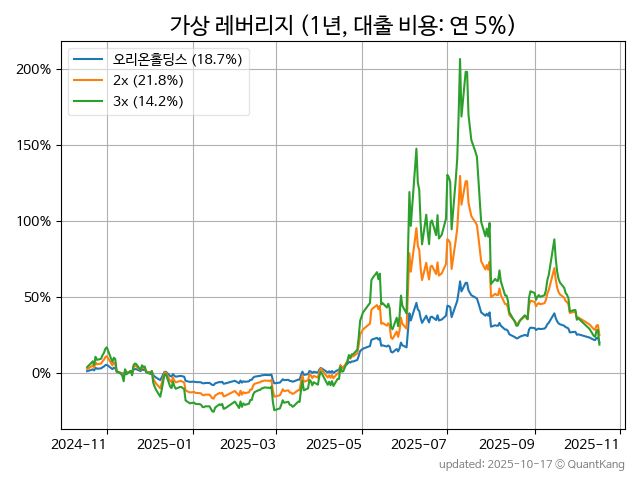 가상 레버리지 (1년, 대출 비용: 연 5%)
오리온홀딩스 (18.7%)
2x (21.8%)
3x (14.2%)
200%
150%
100%
50%
0%
2024-11 2025-01 2025-03 2025-05 2025-07 2025-09 2025-11
updated: 2025-10-17 © QuantKang